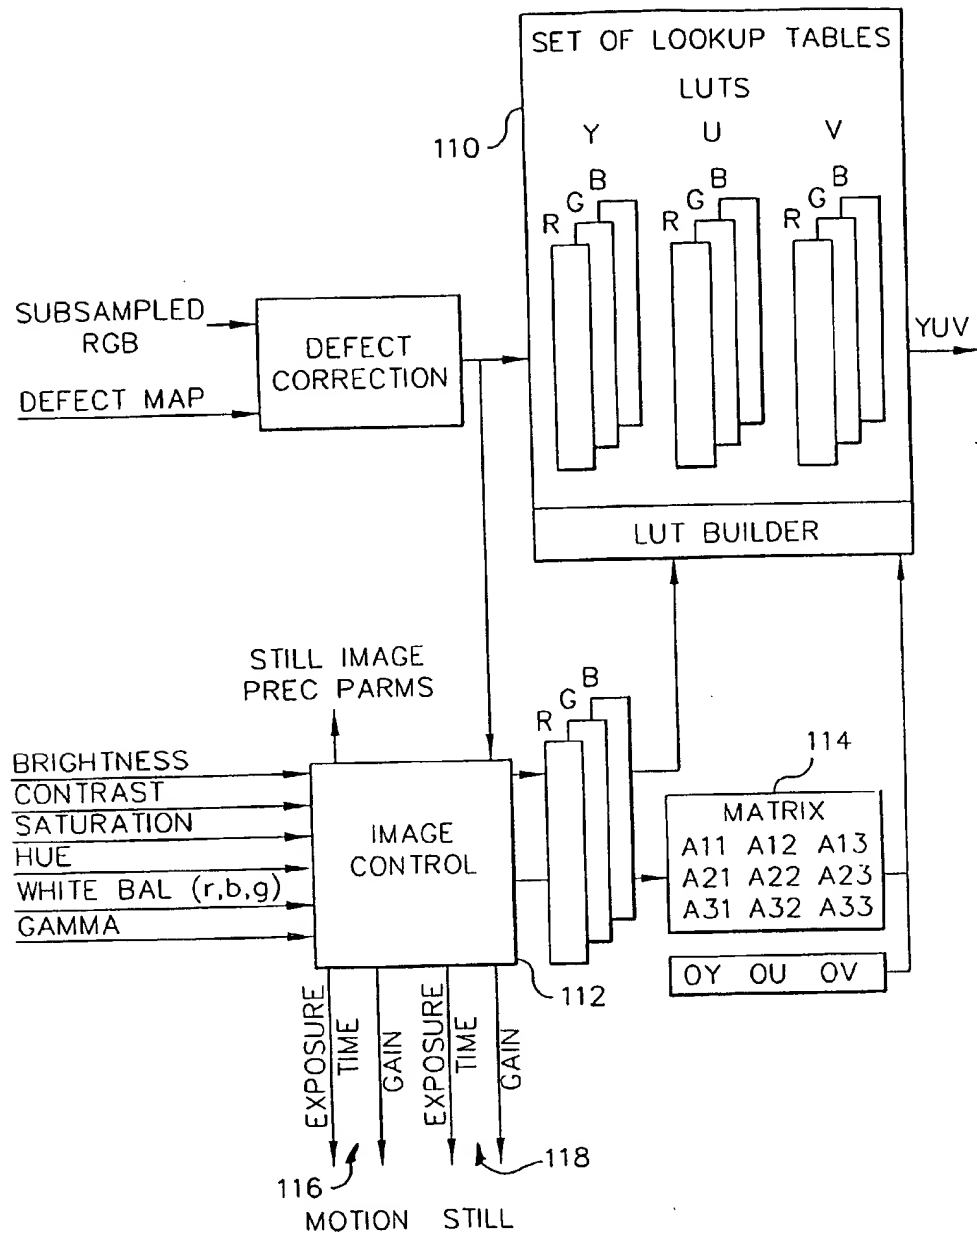 SET OF LOOKUP TABLES
LUTS
Y U V
110
R G B
R G B
R G B
SUBSAMPLED
RGB
DEFECT MAP
DEFECT
CORRECTION
YUV
LUT BUILDER
STILL IMAGE
PREC PARMS
BRIGHTNESS
CONTRAST
SATURATION
HUE
WHITE BAL (r,b,g)
GAMMA
IMAGE
CONTROL
112
R G B
114
MATRIX
A11 A12 A13
A21 A22 A23
A31 A32 A33
OY OU OV
EXPOSURE
TIME
GAIN
EXPOSURE
TIME
GAIN
116
118
MOTION STILL